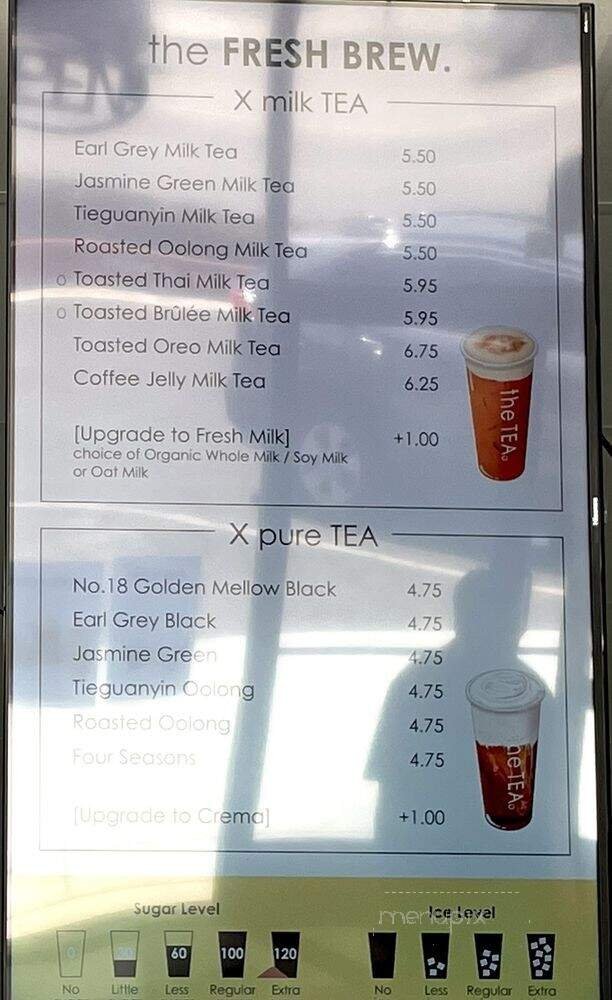 the FRESH BREW.
X milk TEA
Earl Grey Milk Tea 5.50
Jasmine Green Milk Tea 5.50
Tieguanyin Milk Tea 5.50
Roasted Oolong Milk Tea 5.50
o Toasted Thai Milk Tea 5.95
o Toasted Brûlée Milk Tea 5.95
Toasted Oreo Milk Tea 6.75
Coffee Jelly Milk Tea 6.25
the TEA
[Upgrade to Fresh Milk] +1.00
choice of Organic Whole Milk / Soy Milk
or Oat Milk
X pure TEA
No.18 Golden Mellow Black 4.75
Earl Grey Black 4.75
Jasmine Green 4.75
Tieguanyin Oolong 4.75
Roasted Oolong 4.75
Four Seasons 4.75
he TEA
[Upgrade to Crema] +1.00
menupix
Sugar Level Ice Level
0 60 100 120
No Little Less Regular Extra No Less Regular Extra